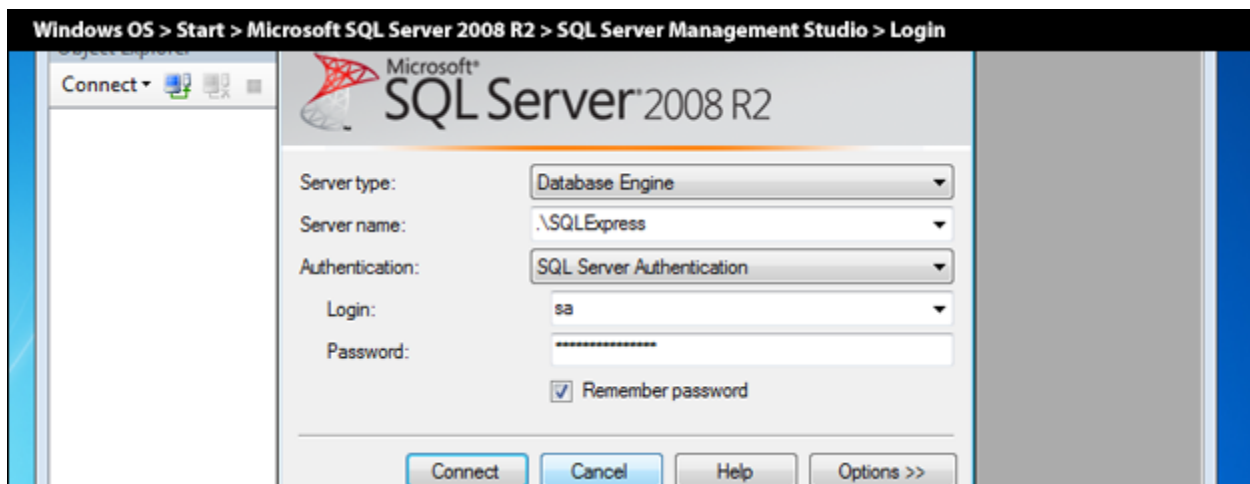 Windows OS > Start > Microsoft SQL Server 2008 R2 > SQL Server Management Studio > Login
Object Explorer
Connect
Microsoft®
SQL Server® 2008 R2
Server type: Database Engine
Server name: .\SQLExpress
Authentication: SQL Server Authentication
Login: sa
Password: ***************
Remember password
Connect Cancel Help Options >>